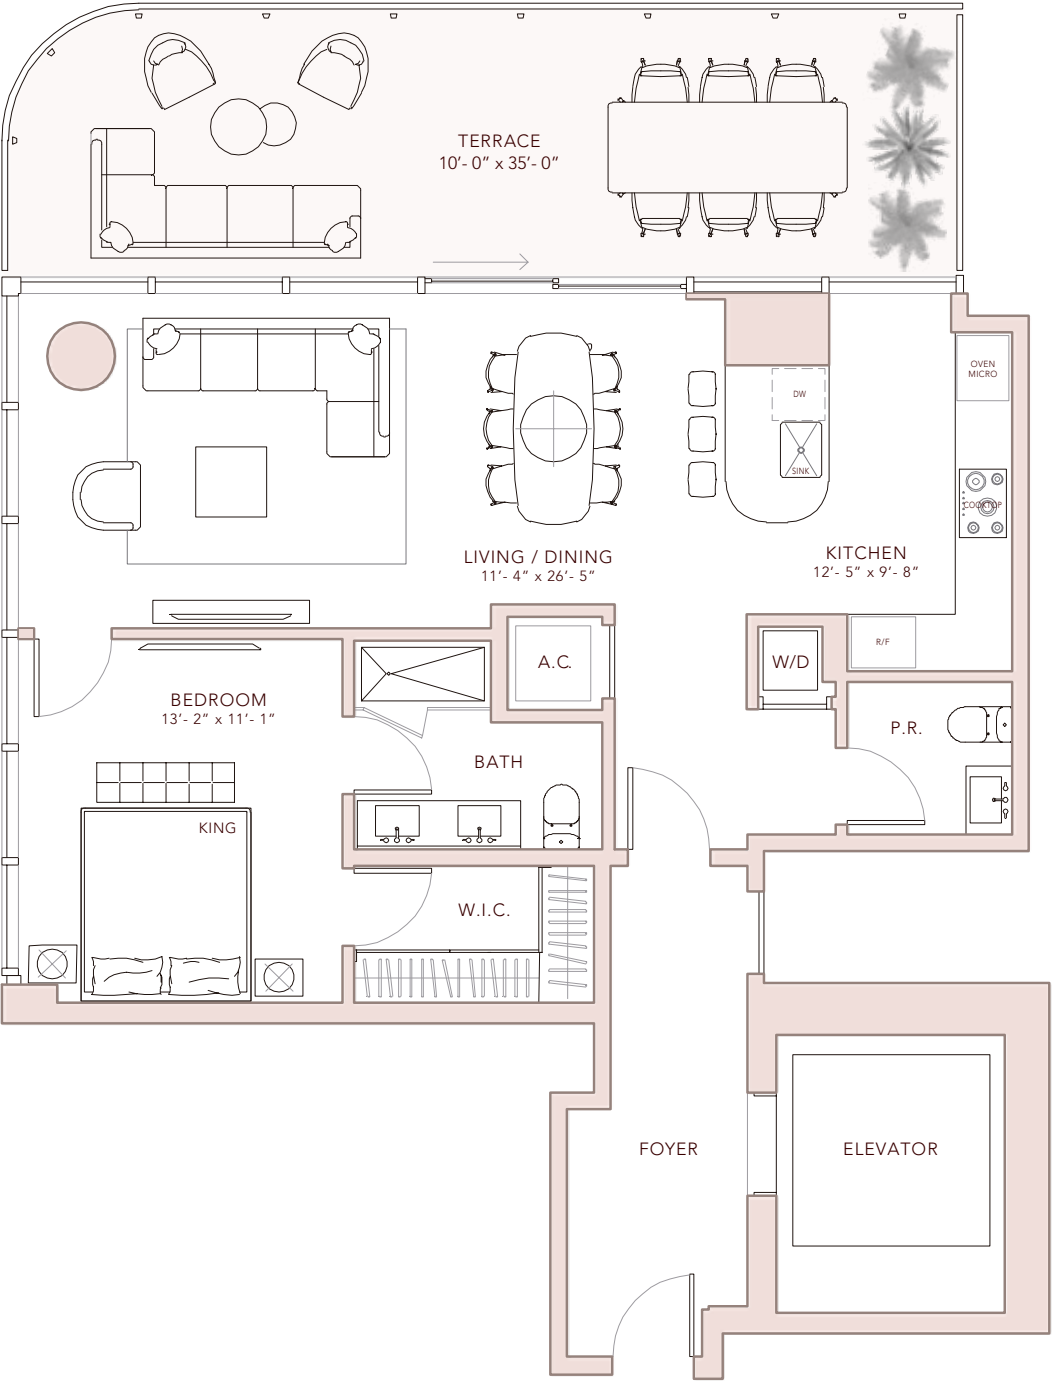 TERRACE
10'- 0" x 35'- 0"
OVEN
MICRO
DW
SINK
COOKTOP
LIVING / DINING
11'- 4" x 26'- 5"
KITCHEN
12'- 5" x 9'- 8"
R/F
A.C.
W/D
BEDROOM
13'- 2" x 11'- 1"
P.R.
BATH
KING
W.I.C.
FOYER
ELEVATOR